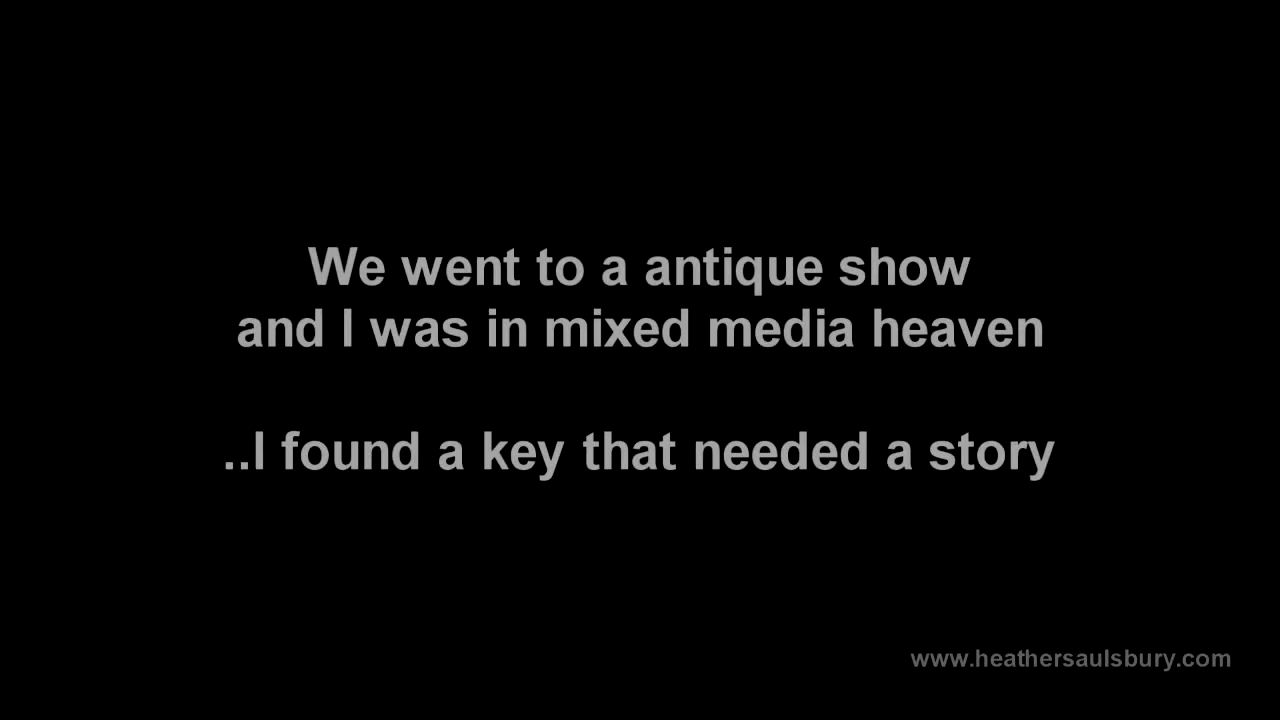 We went to a antique show
and I was in mixed media heaven
..I found a key that needed a story
www.heathersaulsbury.com